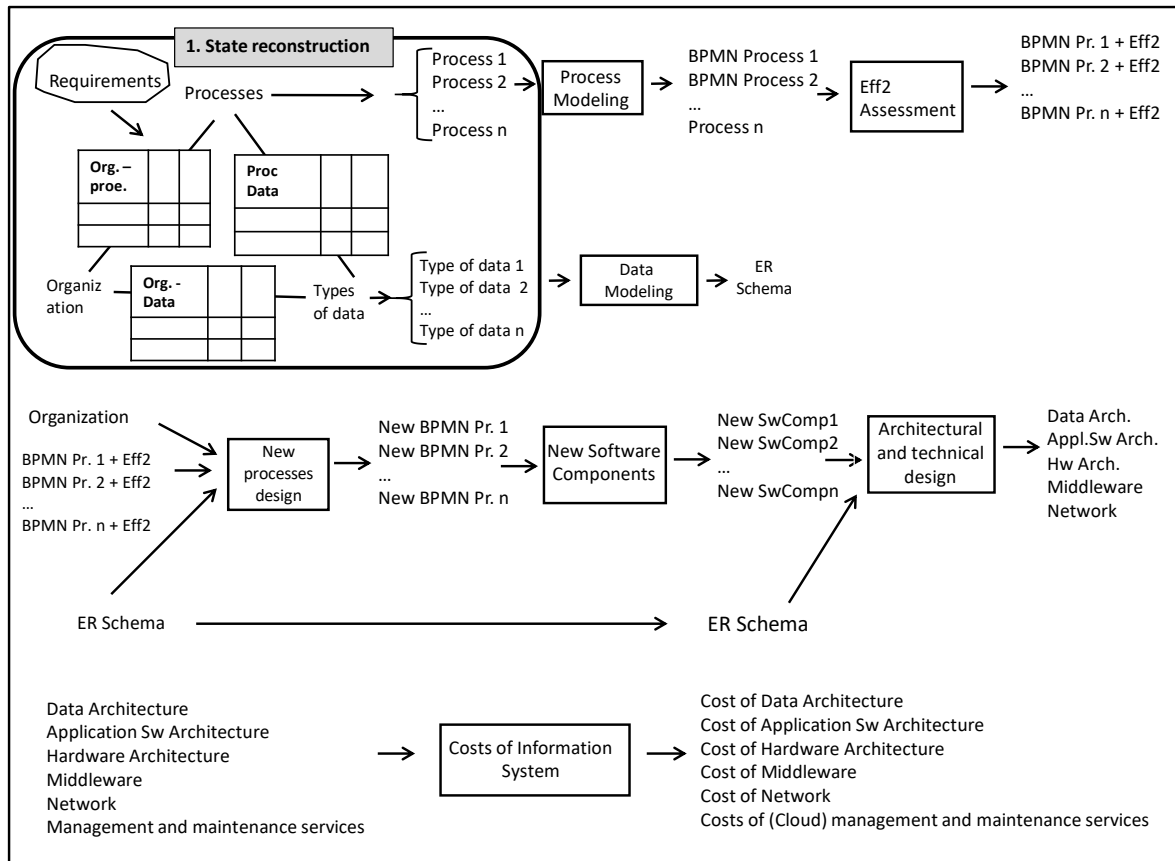 1. State reconstruction
Requirements
Processes
Process 1
Process 2
...
Process n
Process
Modeling
BPMN Process 1
BPMN Process 2
...
Process n
Eff2
Assessment
BPMN Pr. 1 + Eff2
BPMN Pr. 2 + Eff2
...
BPMN Pr. n + Eff2
Org. –
proe.
Proc
Data
Organiz
ation
Org. -
Data
Types
of data
Type of data 1
Type of data 2
...
Type of data n
Data
Modeling
ER
Schema
Organization
BPMN Pr. 1 + Eff2
BPMN Pr. 2 + Eff2
...
BPMN Pr. n + Eff2
New
processes
design
New BPMN Pr. 1
New BPMN Pr. 2
...
New BPMN Pr. n
New Software
Components
New SwComp1
New SwComp2
...
New SwCompn
Architectural
and technical
design
Data Arch.
Appl.Sw Arch.
Hw Arch.
Middleware
Network
ER Schema
ER Schema
Data Architecture
Application Sw Architecture
Hardware Architecture
Middleware
Network
Management and maintenance services
Costs of Information
System
Cost of Data Architecture
Cost of Application Sw Architecture
Cost of Hardware Architecture
Cost of Middleware
Cost of Network
Costs of (Cloud) management and maintenance services